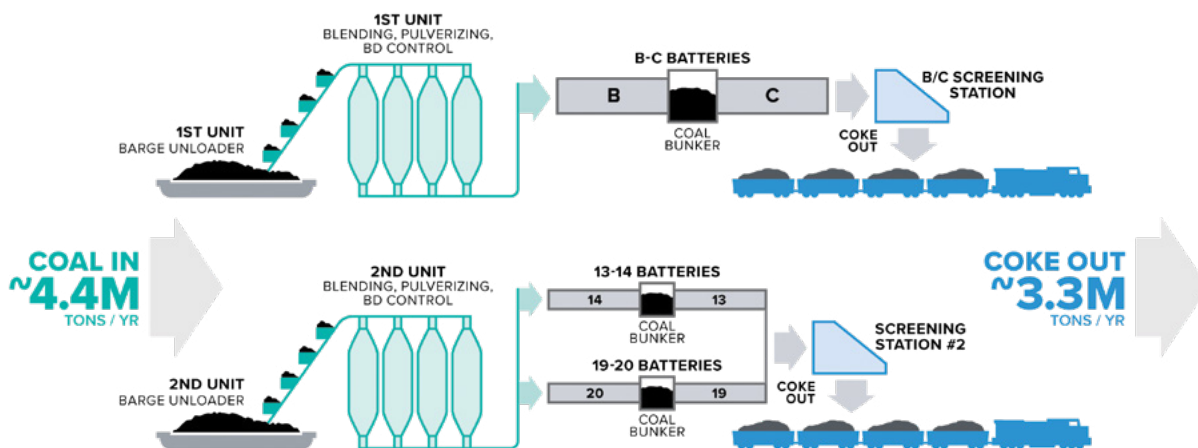 1ST UNIT
BLENDING, PULVERIZING,
BD CONTROL
1ST UNIT
BARGE UNLOADER
B-C BATTERIES
B
C
COAL
BUNKER
B/C SCREENING
STATION
COKE
OUT
COAL IN
~4.4M
TONS / YR
2ND UNIT
BLENDING, PULVERIZING,
BD CONTROL
2ND UNIT
BARGE UNLOADER
13-14 BATTERIES
14
13
COAL
BUNKER
19-20 BATTERIES
20
19
COAL
BUNKER
SCREENING
STATION #2
COKE
OUT
COKE OUT
~3.3M
TONS / YR